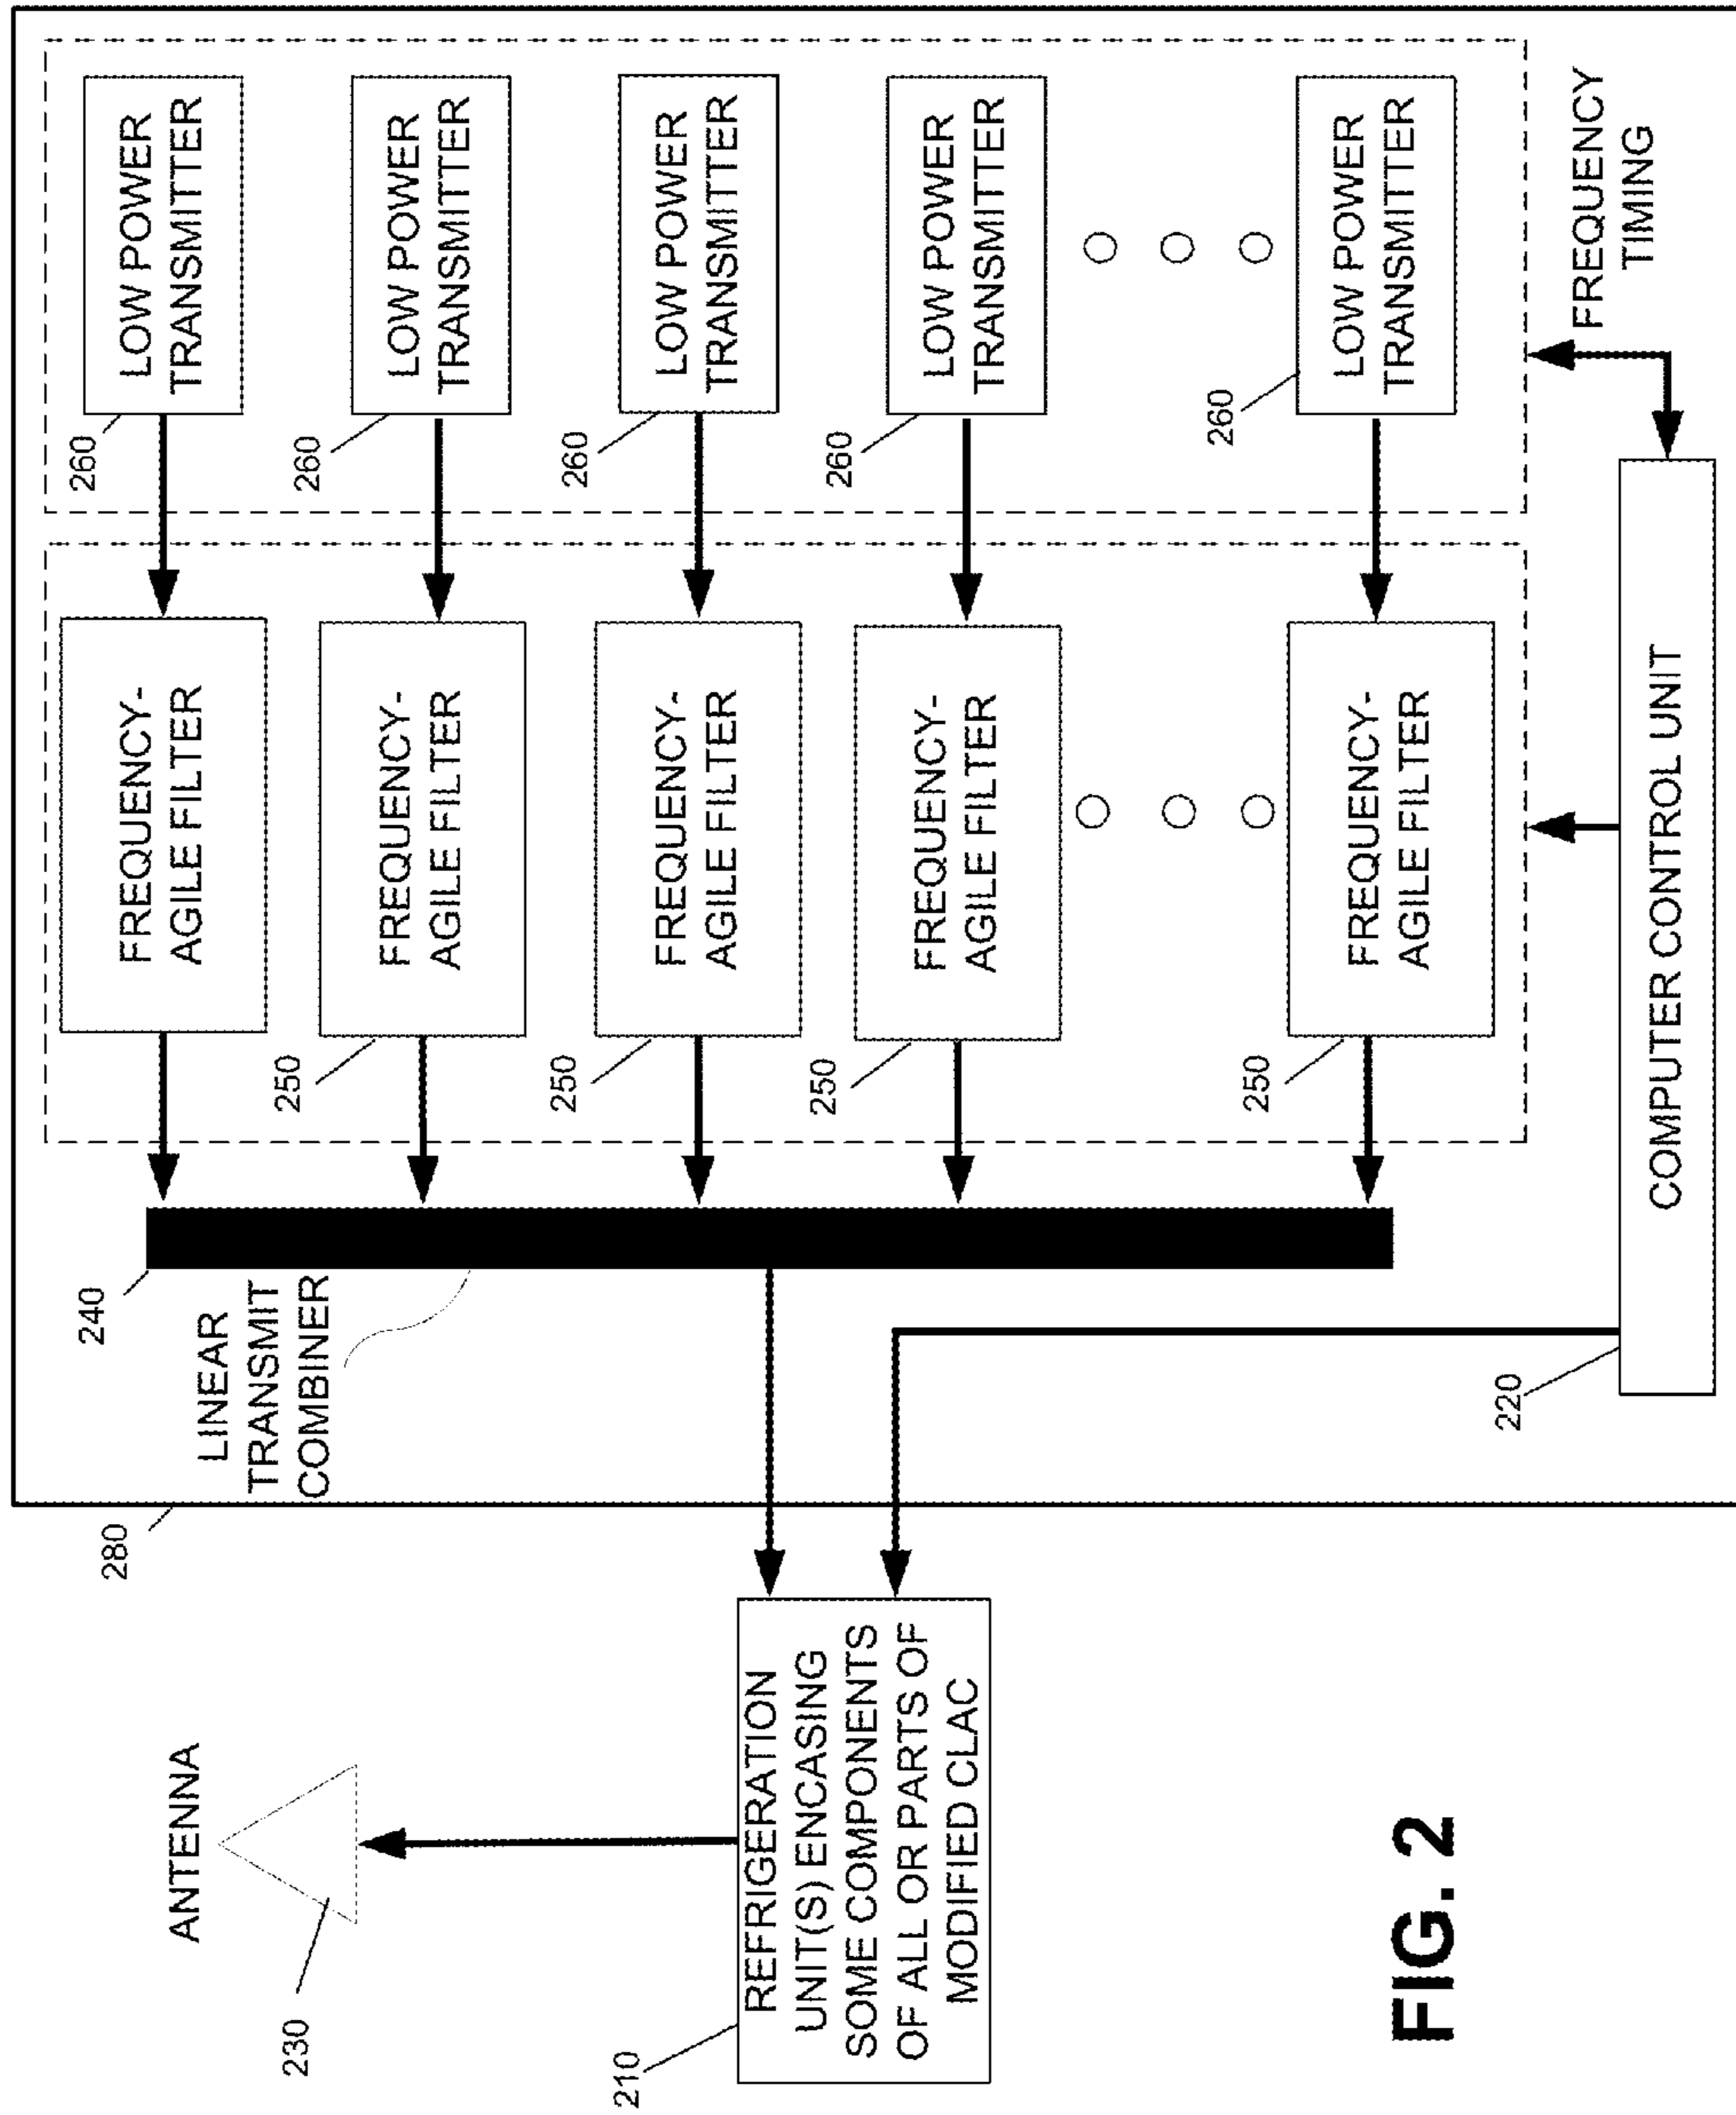 ANTENNA
230
210
REFRIGERATION
UNIT(S) ENCASING
SOME COMPONENTS
OF ALL OR PARTS OF
MODIFIED CLAC
280
LINEAR
TRANSMIT
COMBINER
240
FREQUENCY-
AGILE FILTER
260
LOW POWER
TRANSMITTER
250
FREQUENCY-
AGILE FILTER
260
LOW POWER
TRANSMITTER
250
FREQUENCY-
AGILE FILTER
260
LOW POWER
TRANSMITTER
250
FREQUENCY-
AGILE FILTER
260
LOW POWER
TRANSMITTER
250
FREQUENCY-
AGILE FILTER
260
LOW POWER
TRANSMITTER
220
COMPUTER CONTROL UNIT
FREQUENCY
TIMING
FIG. 2